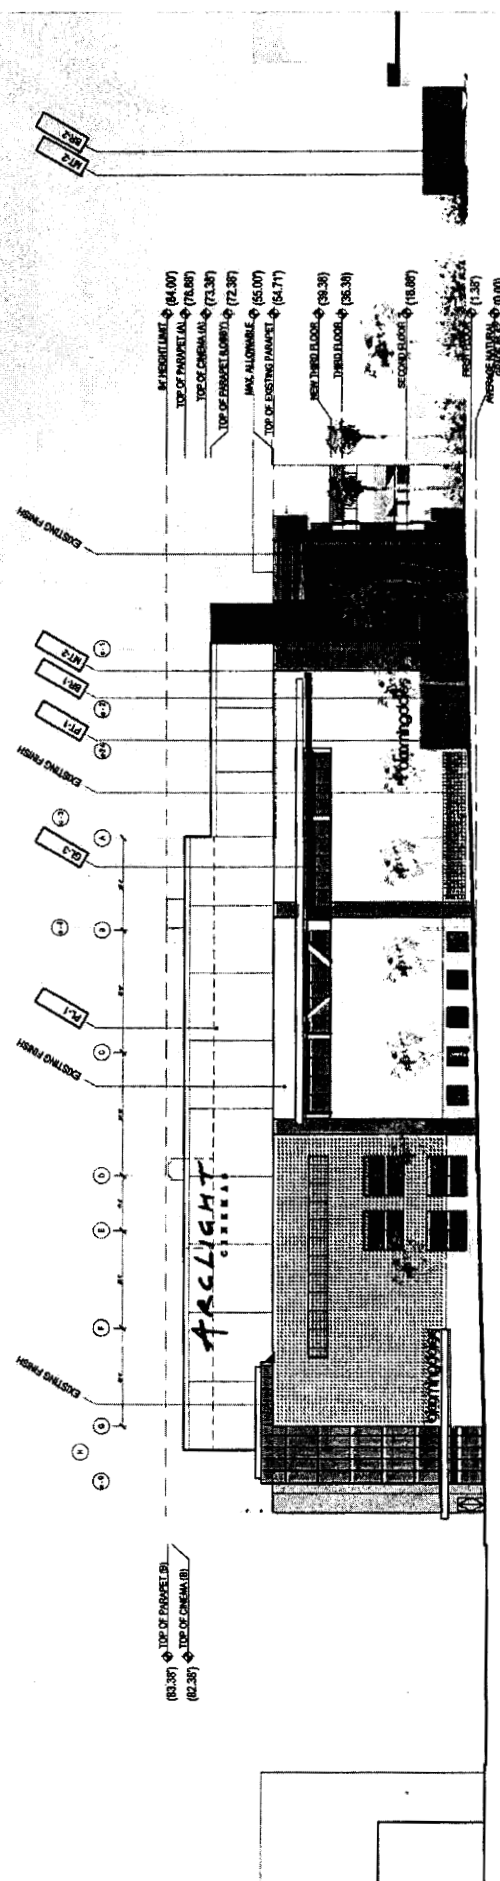 BR-2
MT-2
84' HEIGHT LIMIT (84.00')
TOP OF PARAPET (A) (78.88')
TOP OF CINEMA (A) (73.38')
TOP OF PARAPET (LOBBY) (72.38')
MAX. ALLOWABLE (55.00')
TOP OF EXISTING PARAPET (54.71')
NEW THIRD FLOOR (39.38)
THIRD FLOOR (36.38)
SECOND FLOOR (18.88')
FIRST FLOOR (1.38')
AVERAGE NATURAL (0.00')
EXISTING FINISH
MT-2
BR-1
PT-1
EXISTING FINISH
GL-3
PL-1
EXISTING FINISH
EXISTING FINISH
A
B
C
D
E
F
G
H
ARCLIGHT
CINEMAS
bloomingdales
bloomingdales
(83.38') TOP OF PARAPET (B)
(82.38') TOP OF CINEMA (B)